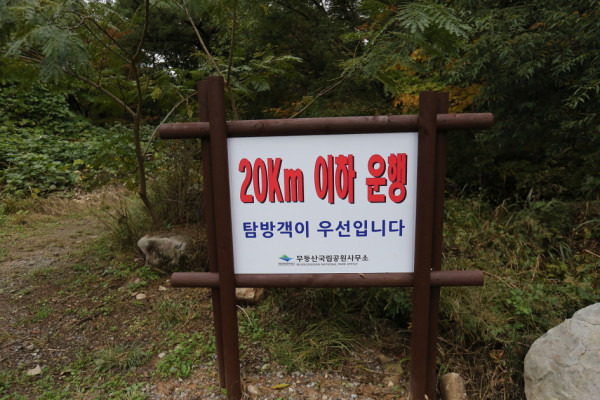 20Km 이하 운행
탐방객이 우선입니다
무등산국립공원사무소